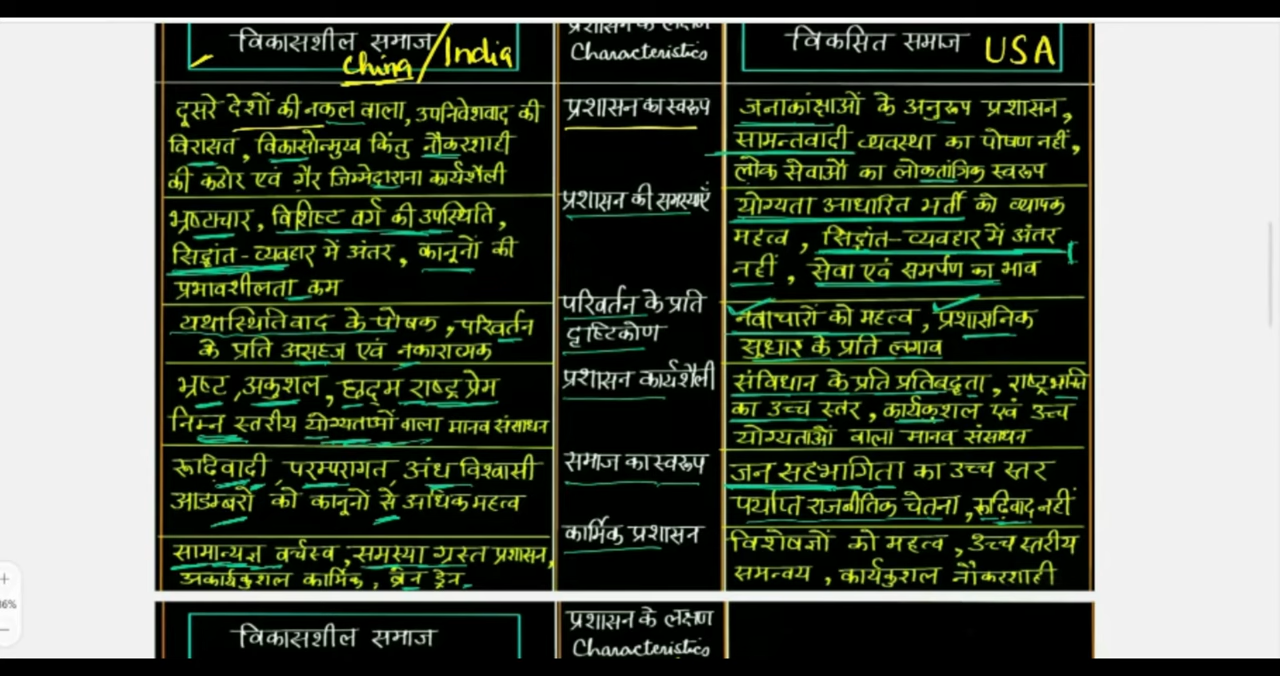 विकासशील समाज / India
China
प्रशासन के लक्षण
Characteristics
विकसित समाज USA
दूसरे देशों की नकल वाला, उपनिवेशवाद की
विरासत, विकासोन्मुख किंतु नौकरशाही
की कठोर एवं गैर जिम्मेदाराना कार्यशैली
प्रशासन का स्वरूप
जनाकांक्षाओं के अनुरूप प्रशासन,
सामन्तवादी व्यवस्था का पोषण नहीं,
लोक सेवाओं का लोकतांत्रिक स्वरूप
भ्रष्टाचार, विशिष्ट वर्ग की उपस्थिति,
सिद्धांत-व्यवहार में अंतर, कानूनों की
प्रभावशीलता कम
प्रशासन की समस्याएँ
योग्यता आधारित भर्ती को व्यापक
महत्व, सिद्धांत-व्यवहार में अंतर
नहीं, सेवा एवं समर्पण का भाव
यथास्थितिवाद के पोषक, परिवर्तन
के प्रति असहज एवं नकारात्मक
परिवर्तन के प्रति
दृष्टिकोण
नवाचारों को महत्व, प्रशासनिक
सुधार के प्रति लगाव
भ्रष्ट, अकुशल, छद्म राष्ट्र प्रेम
निम्न स्तरीय योग्यताओं वाला मानव संसाधन
प्रशासन कार्यशैली
संविधान के प्रति प्रतिबद्धता, राष्ट्रभक्ति
का उच्च स्तर, कार्यकुशल एवं उच्च
योग्यताओं वाला मानव संसाधन
रूढ़िवादी, परम्परागत, अंध विश्वासी
आडम्बरों को कानूनों से अधिक महत्व
समाज का स्वरूप
जन सहभागिता का उच्च स्तर
पर्याप्त राजनीतिक चेतना, रूढ़िवाद नहीं
सामान्यज्ञ वर्चस्व, समस्या ग्रस्त प्रशासन,
अकार्यकुशल कार्मिक, ब्रेन ड्रेन
कार्मिक प्रशासन
विशेषज्ञों को महत्व, उच्च स्तरीय
समन्वय, कार्यकुशल नौकरशाही
विकासशील समाज
प्रशासन के लक्षण
Characteristics